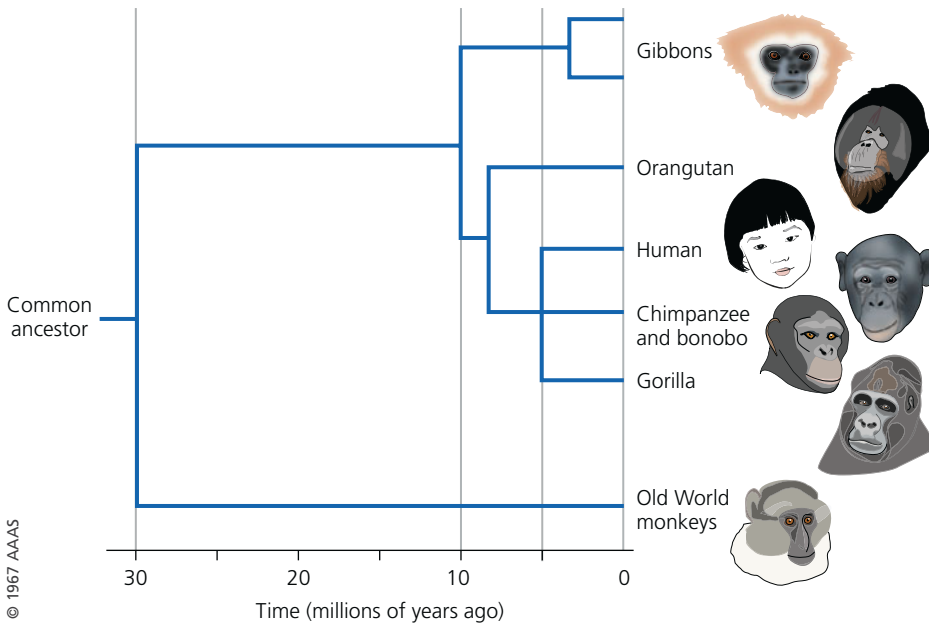 Gibbons
Orangutan
Human
Common
ancestor
Chimpanzee
and bonobo
Gorilla
Old World
monkeys
30
20
10
0
Time (millions of years ago)
© 1967 AAAS